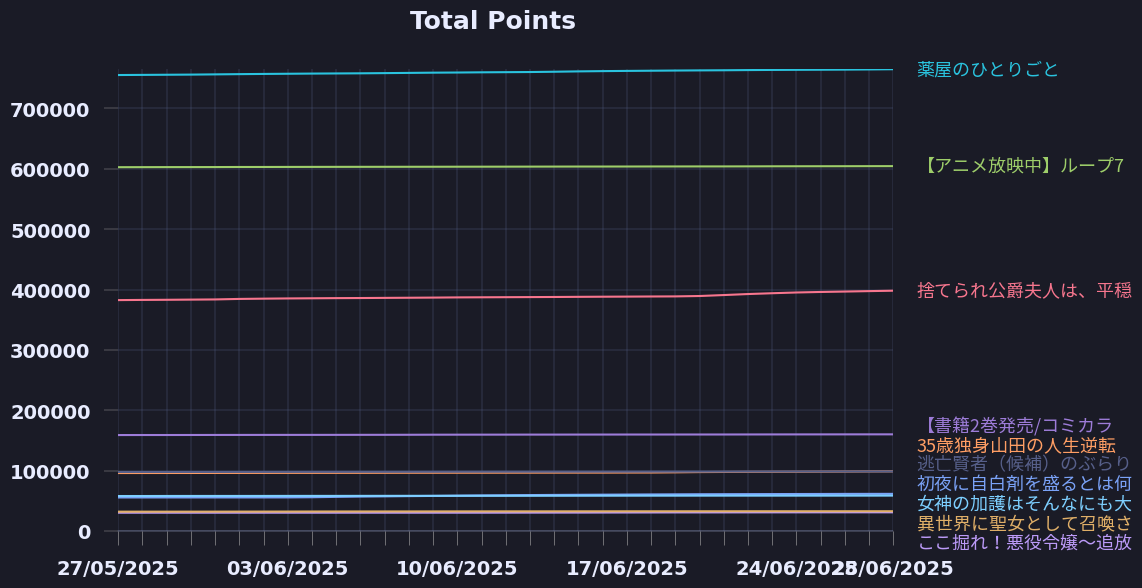 Total Points
薬屋のひとりごと
700000
【アニメ放映中】ループ7
600000
500000
捨てられ公爵夫人は、平穏
400000
300000
【書籍2巻発売/コミカラ
200000
35歳独身山田の人生逆転
逃亡賢者（候補）のぶらり
100000
初夜に自白剤を盛るとは何
女神の加護はそんなにも大
異世界に聖女として召喚さ
0
ここ掘れ！悪役令嬢〜追放
27/05/2025 03/06/2025 10/06/2025 17/06/2025 24/06/2025 28/06/2025